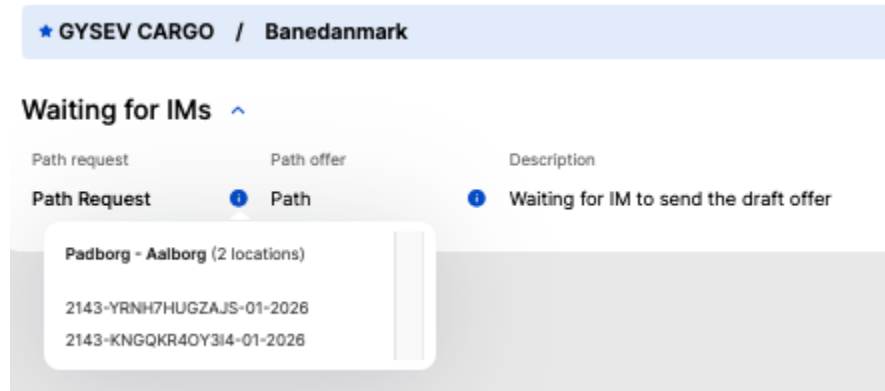 GYSEV CARGO / Banedanmark
Waiting for IMs
Path request Path offer Description
Path Request Path Waiting for IM to send the draft offer
Padborg - Aalborg (2 locations)
2143-YRNH7HUGZAJS-01-2026
2143-KNGQKR4OY3I4-01-2026